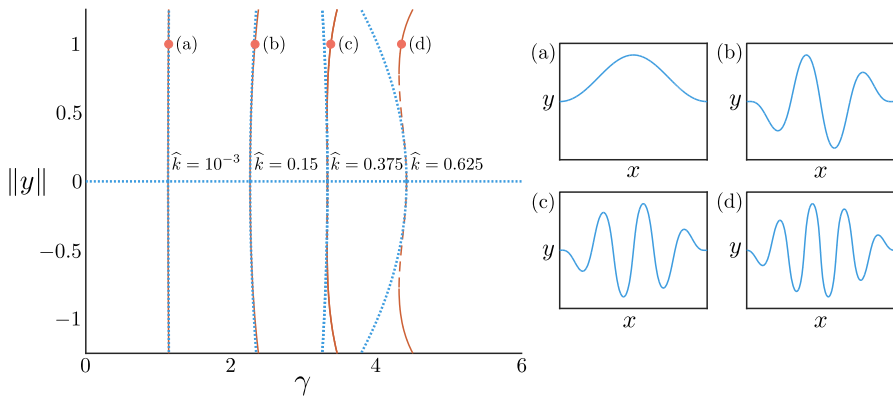 1
0.5
0
−0.5
−1
‖y‖
(a)
(b)
(c)
(d)
k̂ = 10⁻³
k̂ = 0.15
k̂ = 0.375
k̂ = 0.625
0
2
4
6
γ
(a)
y
x
(b)
y
x
(c)
y
x
(d)
y
x